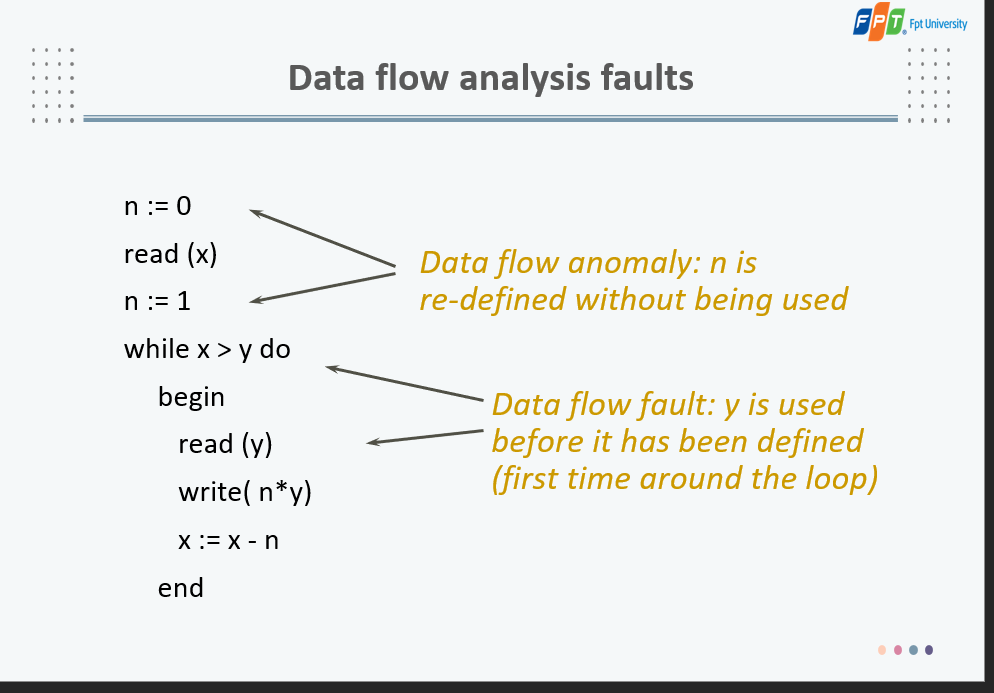 FPT. Fpt University
Data flow analysis faults
n := 0
read (x)
n := 1
while x > y do
begin
read (y)
write( n*y)
x := x - n
end
Data flow anomaly: n is
re-defined without being used
Data flow fault: y is used
before it has been defined
(first time around the loop)